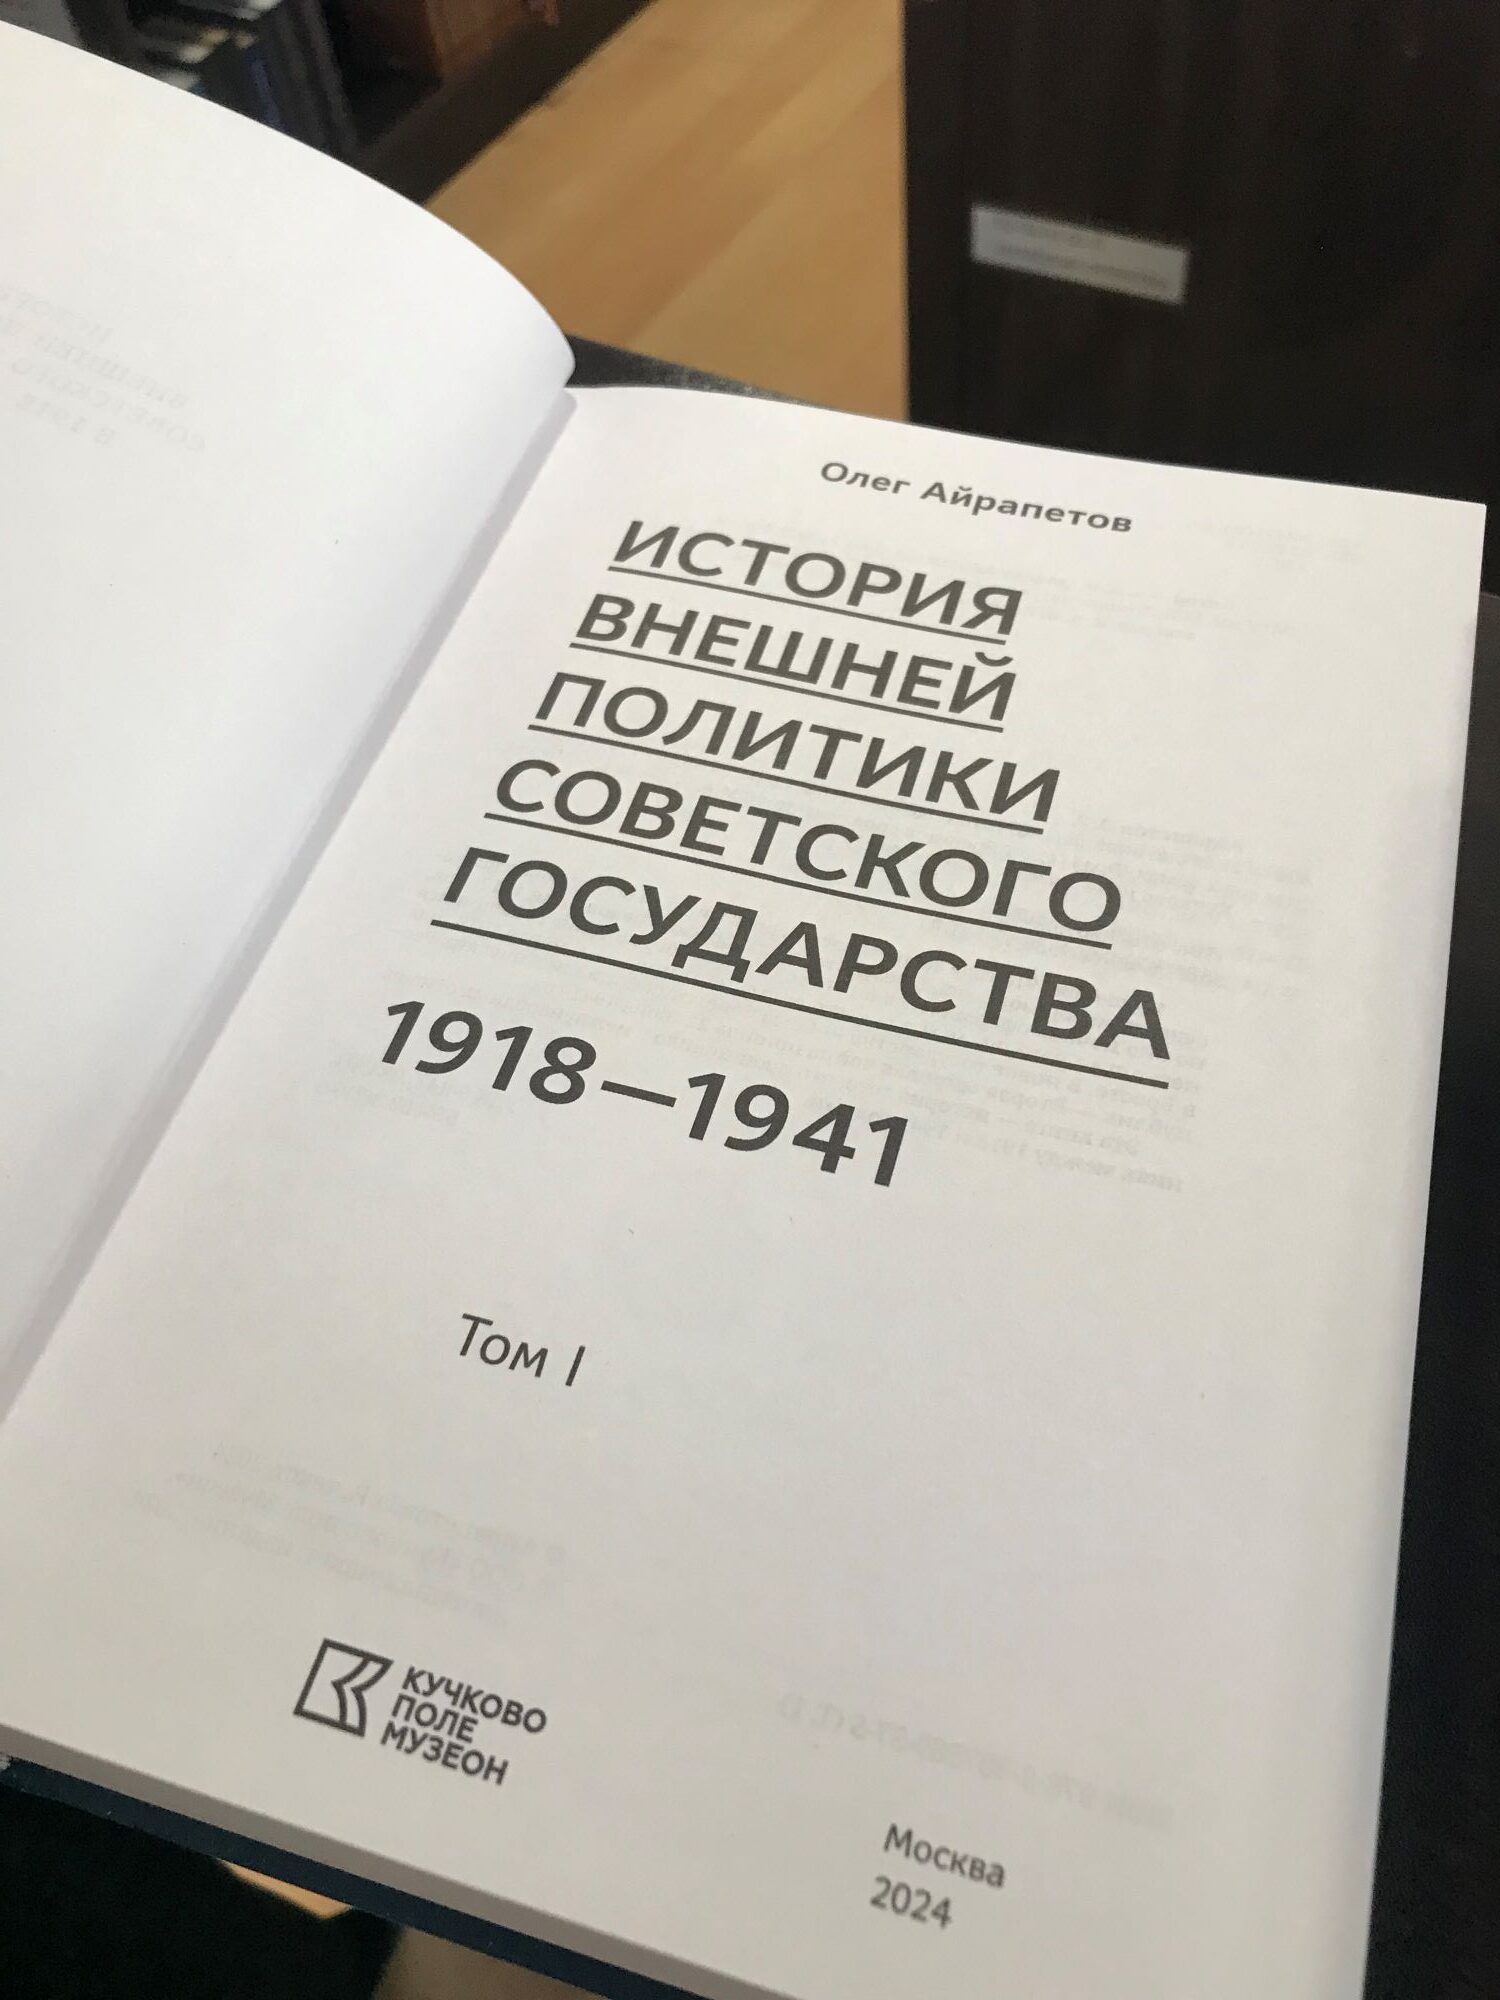 Олег Айрапетов
ИСТОРИЯ
ВНЕШНЕЙ
ПОЛИТИКИ
СОВЕТСКОГО
ГОСУДАРСТВА
1918—1941
Том I
КУЧКОВО
ПОЛЕ
МУЗЕОН
Москва
2024